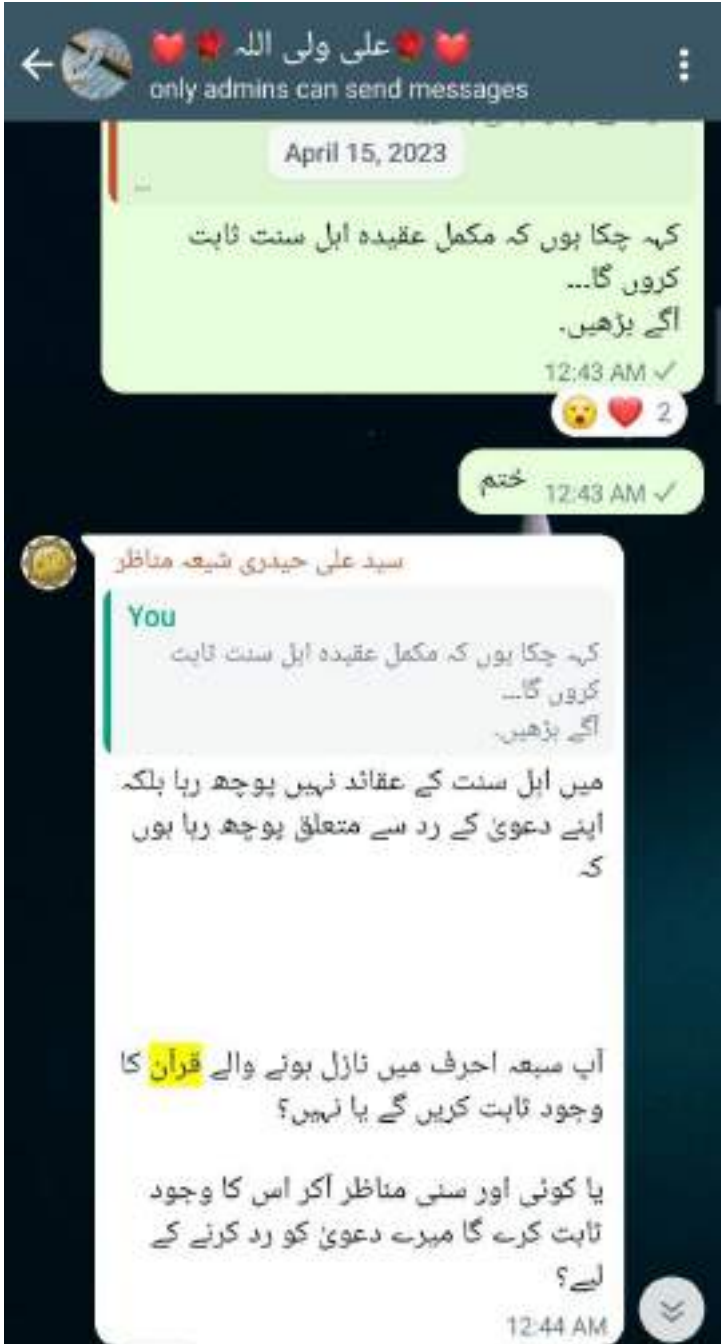 ❤️🌹علی ولی اللہ🌹❤️
only admins can send messages
April 15, 2023
...
کہہ چکا ہوں کہ مکمل عقیدہ اہل سنت ثابت
کروں گا...
آگے بڑھیں۔
12:43 AM ✓
😮❤️ 2
ختم 12:43 AM ✓
سید علی حیدری شیعہ مناظر
You
کہہ چکا ہوں کہ مکمل عقیدہ اہل سنت ثابت
کروں گا...
آگے بڑھیں۔
میں اہل سنت کے عقائد نہیں پوچھ رہا بلکہ
اپنے دعویٰ کے رد سے متعلق پوچھ رہا ہوں
کہ
آپ سبعہ احرف میں نازل ہونے والے قرآن کا
وجود ثابت کریں گے یا نہیں؟
یا کوئی اور سنی مناظر آکر اس کا وجود
ثابت کرے گا میرے دعویٰ کو رد کرنے کے
لیے؟
12:44 AM